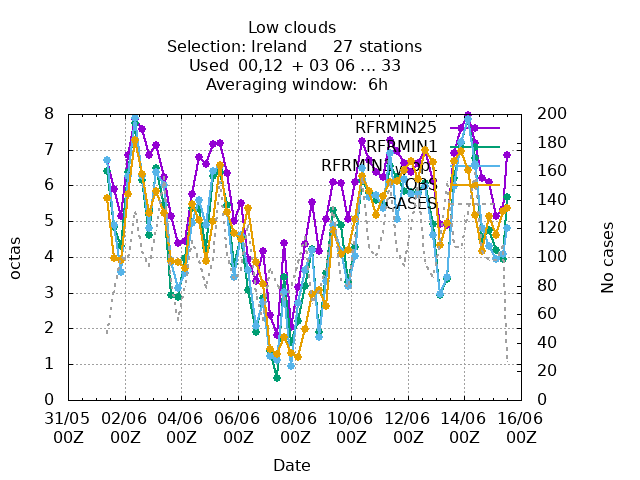 Low clouds
Selection: Ireland 27 stations
Used 00,12 + 03 06 ... 33
Averaging window: 6h
RFRMIN25
RFRMIN1
OBS
CASES
octas
No cases
8
7
6
5
4
3
2
1
0
200
180
160
140
120
100
80
60
40
20
0
31/05 02/06 04/06 06/06 08/06 10/06 12/06 14/06 16/06
00Z 00Z 00Z 00Z 00Z 00Z 00Z 00Z 00Z
Date